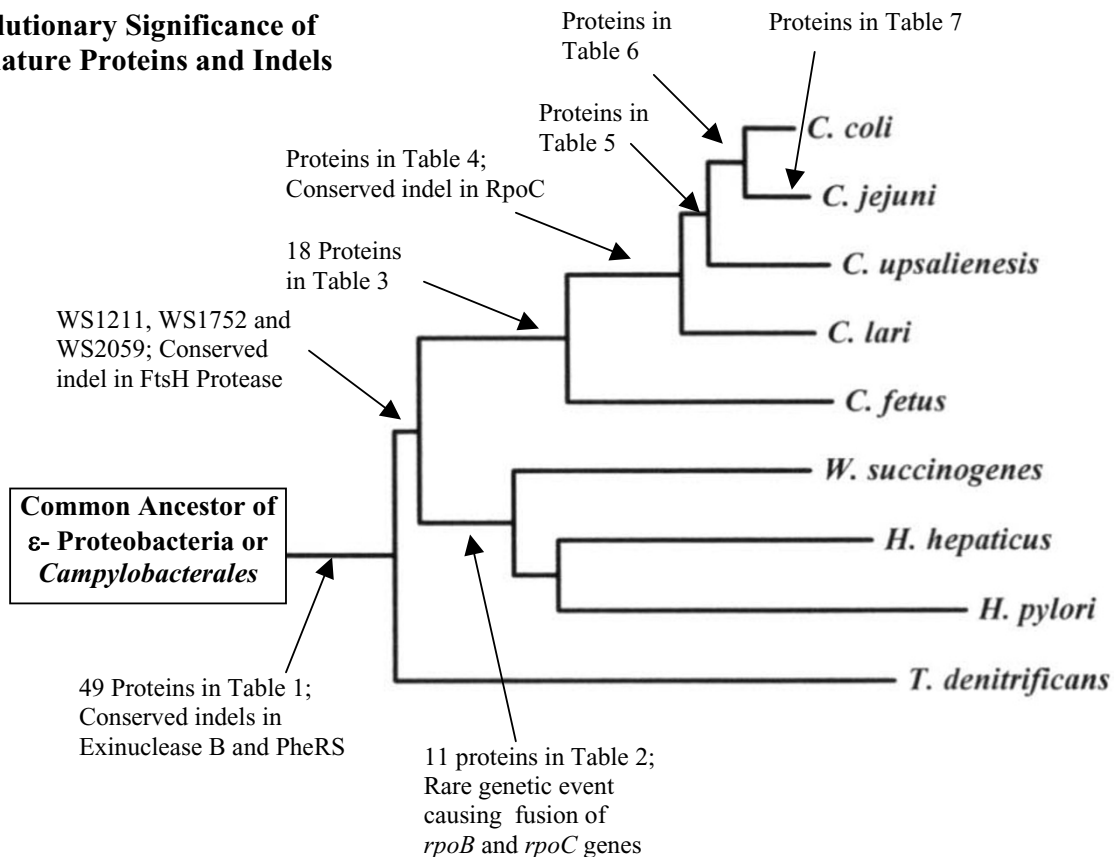 lutionary Significance of
ature Proteins and Indels
Proteins in
Table 6
Proteins in Table 7
Proteins in
Table 5
Proteins in Table 4;
Conserved indel in RpoC
18 Proteins
in Table 3
WS1211, WS1752 and
WS2059; Conserved
indel in FtsH Protease
C. coli
C. jejuni
C. upsalienesis
C. lari
C. fetus
W. succinogenes
H. hepaticus
H. pylori
T. denitrificans
Common Ancestor of
ε- Proteobacteria or
Campylobacterales
49 Proteins in Table 1;
Conserved indels in
Exinuclease B and PheRS
11 proteins in Table 2;
Rare genetic event
causing fusion of
rpoB and rpoC genes